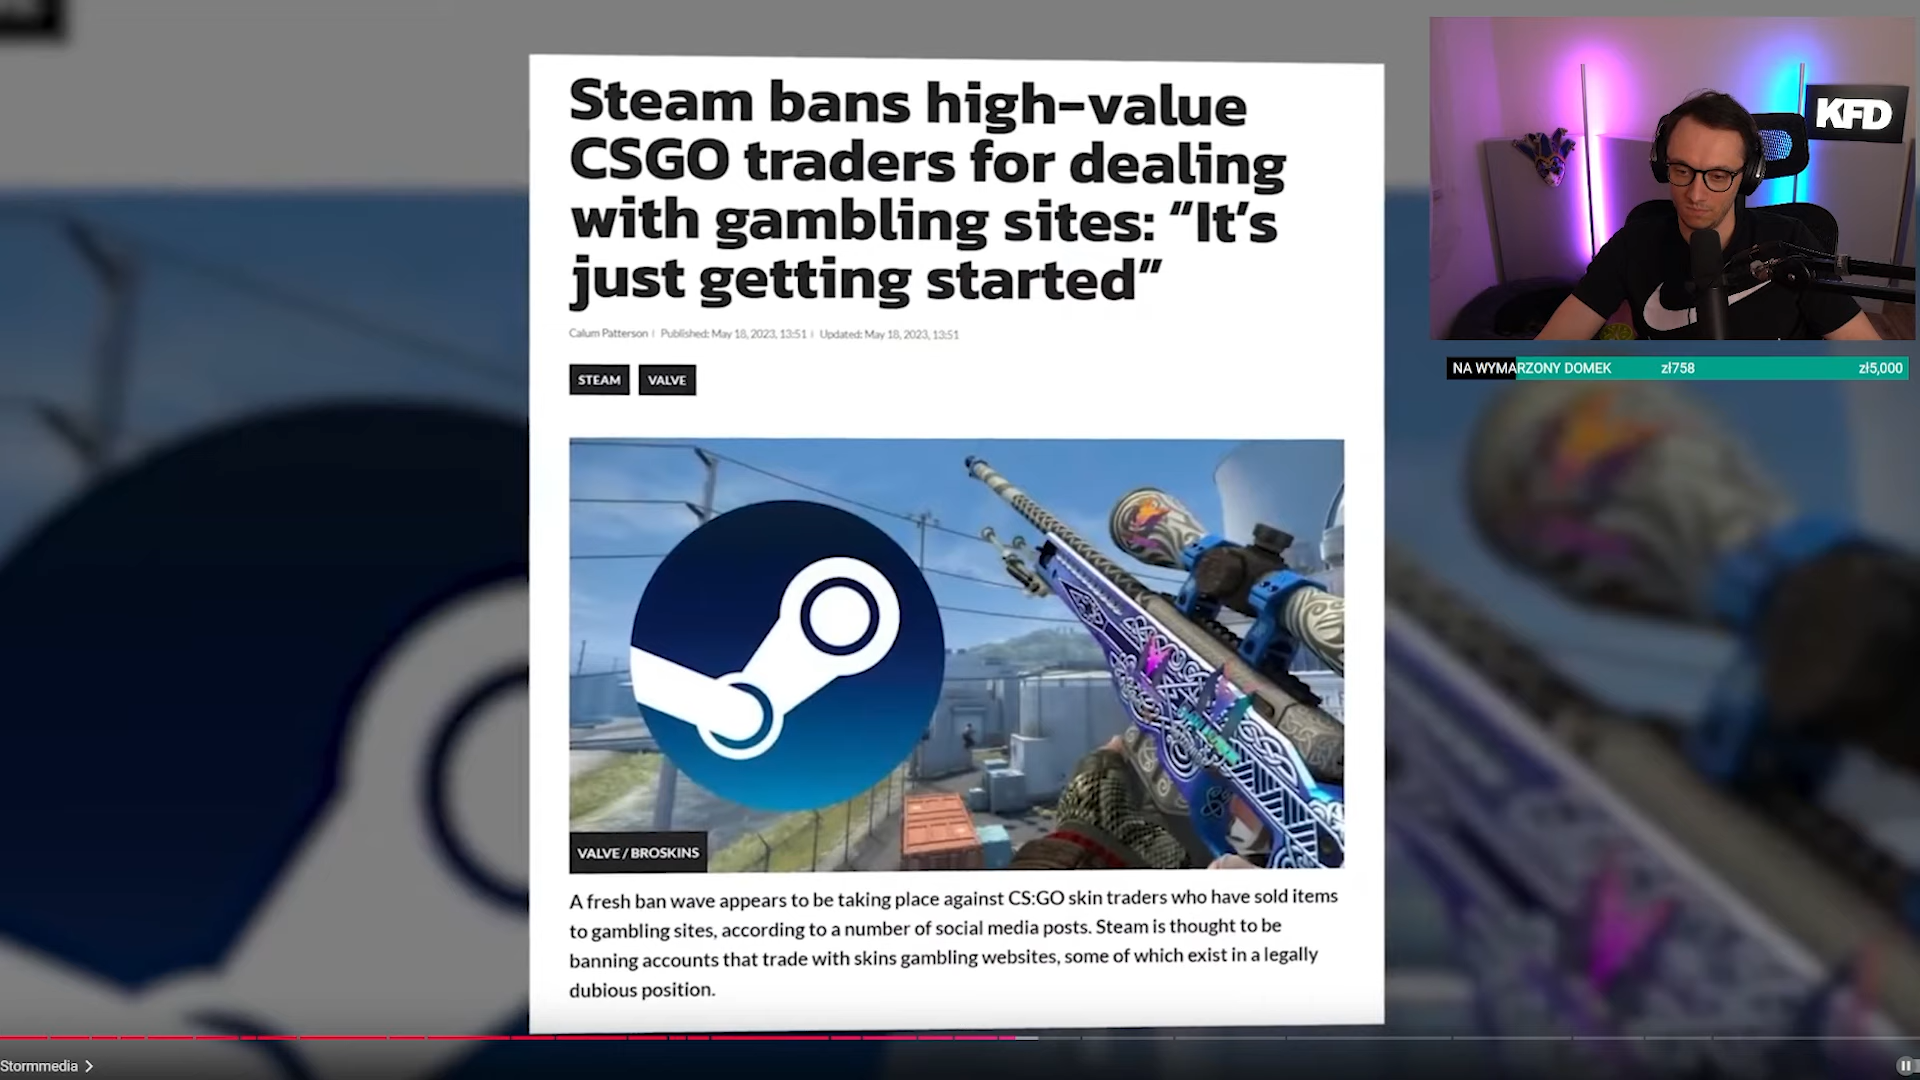 Steam bans high-value
CSGO traders for dealing
with gambling sites: “It’s
just getting started”
Calum Patterson | Published: May 18, 2023, 13:51 | Updated: May 18, 2023, 13:51
STEAM VALVE
VALVE / BROSKINS
A fresh ban wave appears to be taking place against CS:GO skin traders who have sold items
to gambling sites, according to a number of social media posts. Steam is thought to be
banning accounts that trade with skins gambling websites, some of which exist in a legally
dubious position.
KFD
NA WYMARZONY DOMEK zł758 zł5,000
Stormmedia